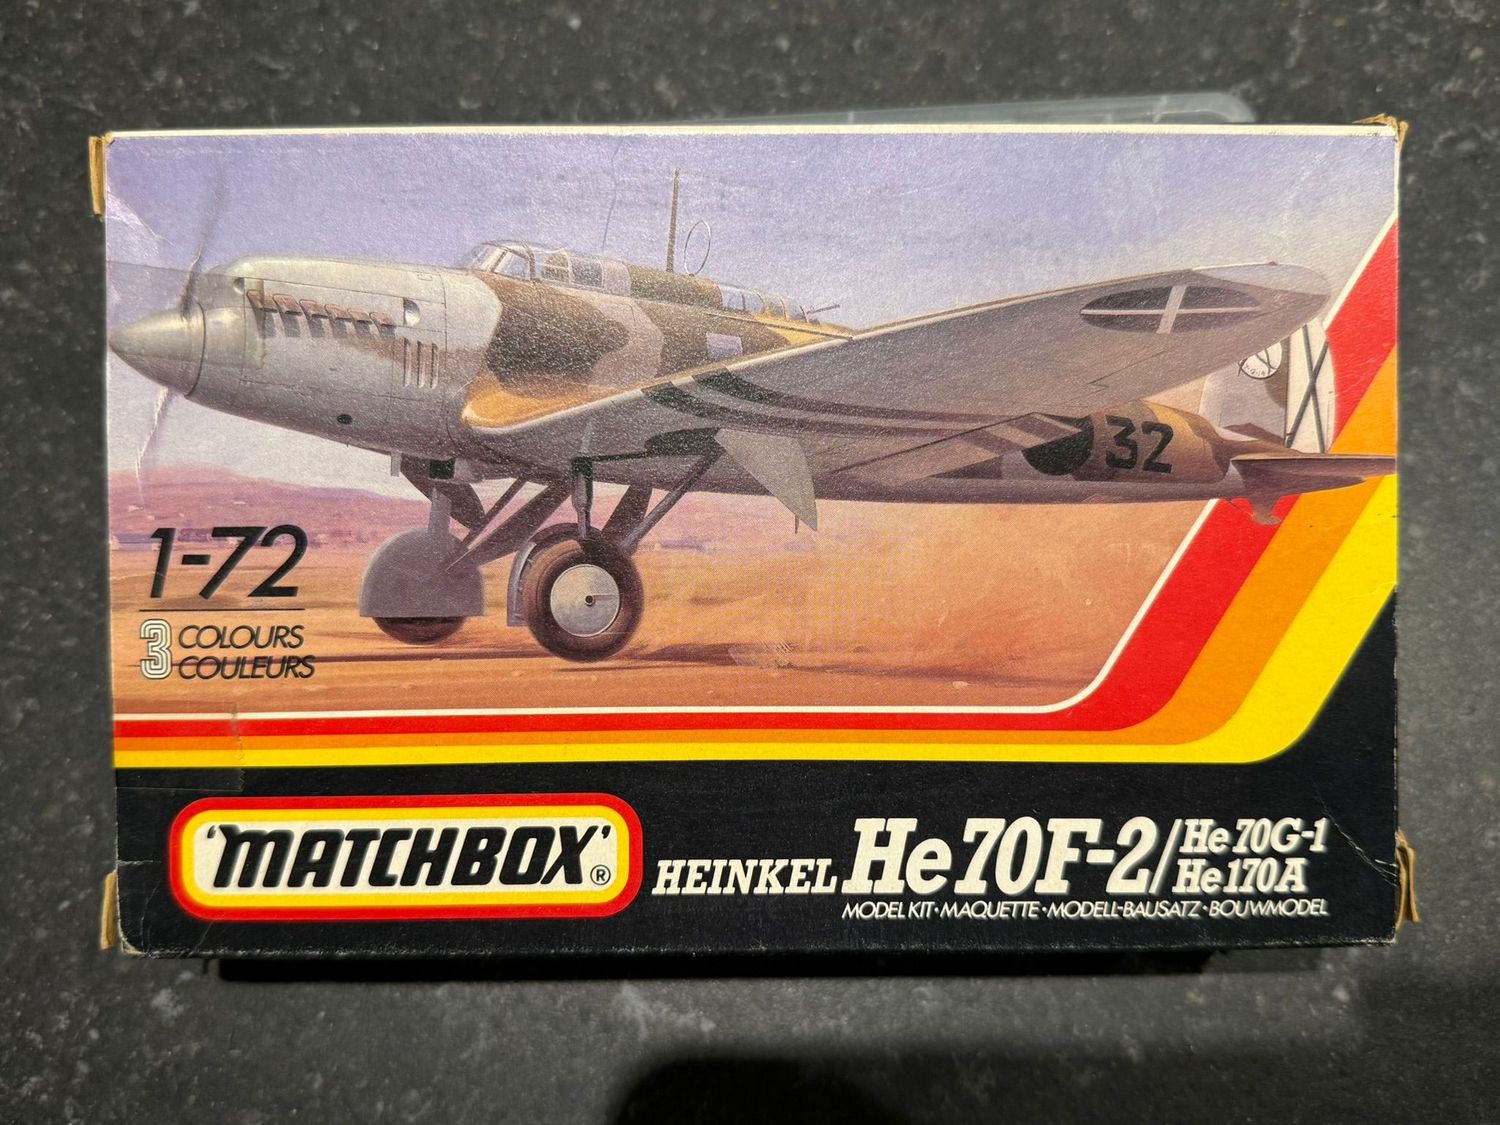 32
1-72
3 COLOURS
COULEURS
'MATCHBOX'®
HEINKEL He 70F-2/He 70G-1
He 170A
MODEL KIT·MAQUETTE·MODELL-BAUSATZ·BOUWMODEL